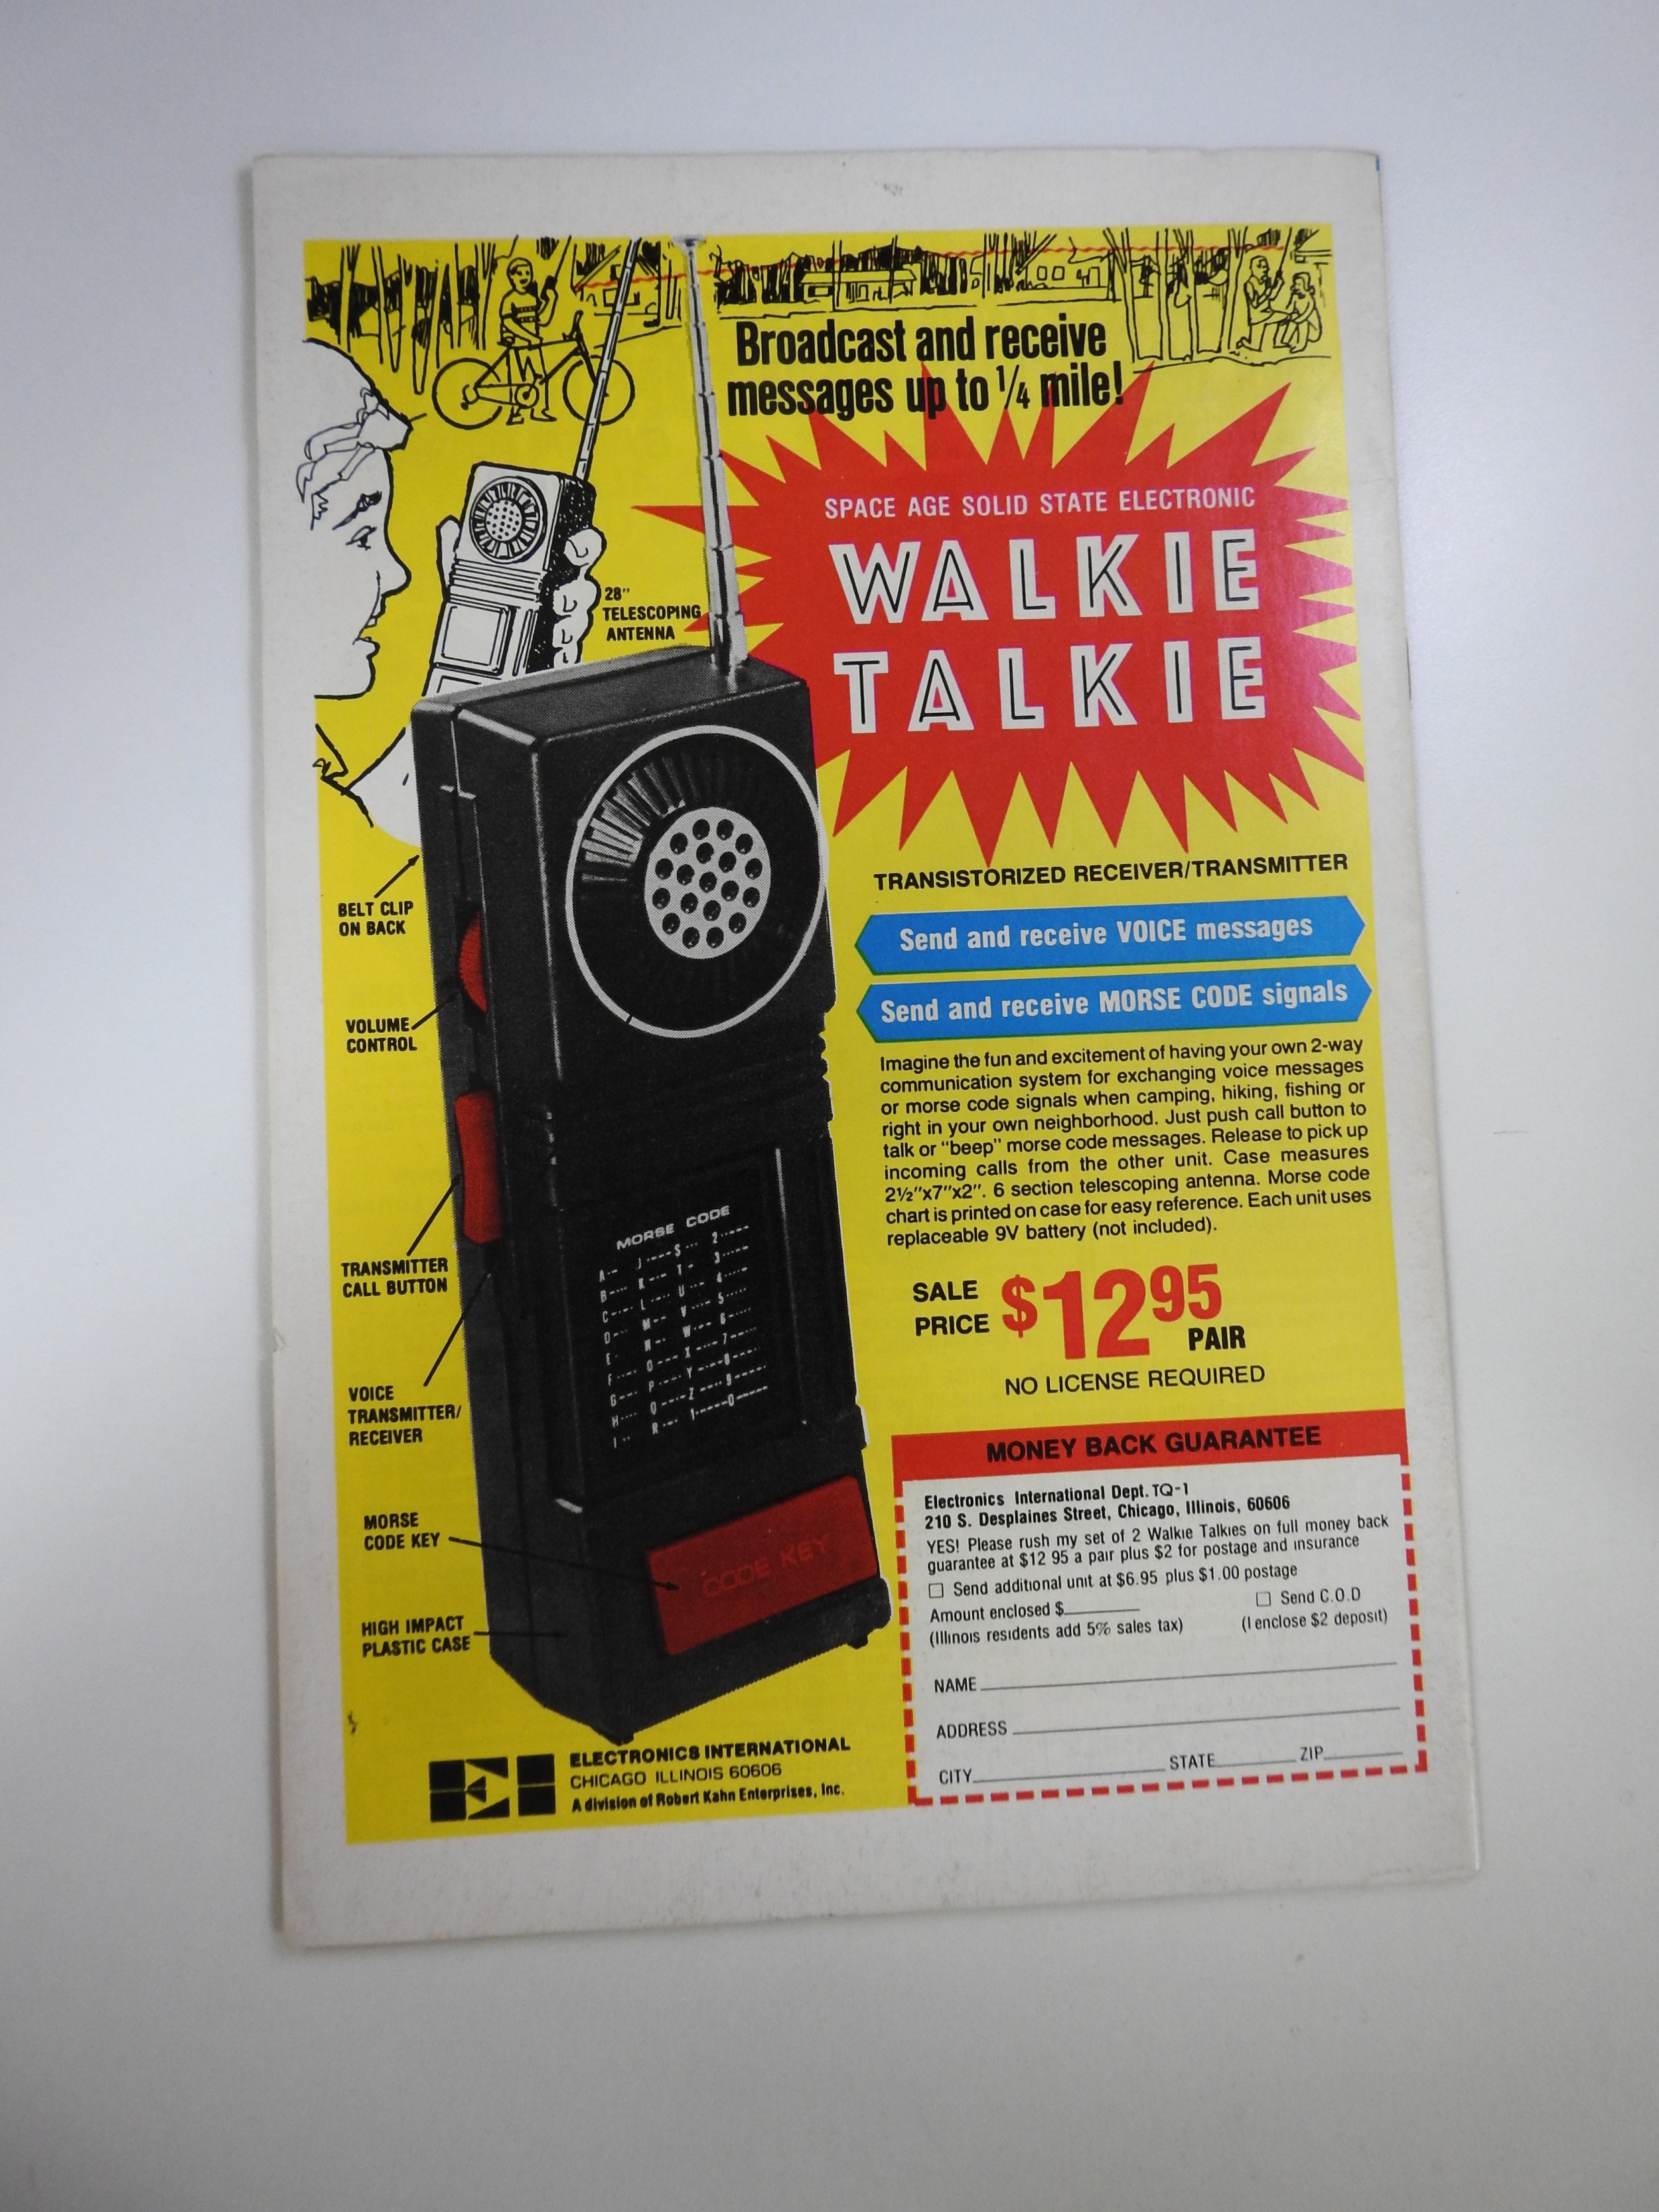 Broadcast and receive
messages up to 1/4 mile!
SPACE AGE SOLID STATE ELECTRONIC
WALKIE
TALKIE
28"
TELESCOPING
ANTENNA
BELT CLIP
ON BACK
VOLUME
CONTROL
TRANSMITTER
CALL BUTTON
VOICE
TRANSMITTER/
RECEIVER
MORSE
CODE KEY
HIGH IMPACT
PLASTIC CASE
MORSE CODE
A·— J·——— S··· 2··———
B—··· K—·— T— 3···——
C—·—· L·—·· U··— 4····—
D—·· M—— V···— 5·····
E· N—· W·—— 6—····
F··—· O——— X—··— 7——···
G——· P·——· Y—·—— 8———··
H···· Q——·— Z——·· 9————·
I·· R·—· 1·———— 0—————
CODE KEY
TRANSISTORIZED RECEIVER/TRANSMITTER
Send and receive VOICE messages
Send and receive MORSE CODE signals
Imagine the fun and excitement of having your own 2-way
communication system for exchanging voice messages
or morse code signals when camping, hiking, fishing or
right in your own neighborhood. Just push call button to
talk or "beep" morse code messages. Release to pick up
incoming calls from the other unit. Case measures
2½"x7"x2". 6 section telescoping antenna. Morse code
chart is printed on case for easy reference. Each unit uses
replaceable 9V battery (not included).
SALE
PRICE $12 95
PAIR
NO LICENSE REQUIRED
MONEY BACK GUARANTEE
Electronics International Dept. TQ-1
210 S. Desplaines Street, Chicago, Illinois, 60606
YES! Please rush my set of 2 Walkie Talkies on full money back
guarantee at $12 95 a pair plus $2 for postage and insurance
□ Send additional unit at $6.95 plus $1.00 postage
Amount enclosed $________ □ Send C.O.D
(Illinois residents add 5% sales tax) (I enclose $2 deposit)
NAME
ADDRESS
CITY STATE ZIP
ELECTRONICS INTERNATIONAL
CHICAGO ILLINOIS 60606
A division of Robert Kahn Enterprises, Inc.